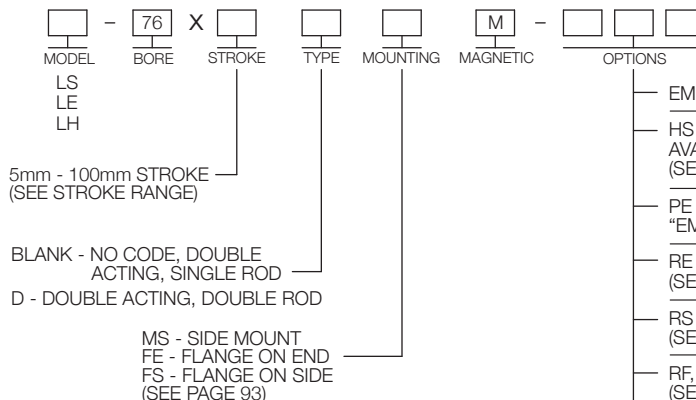 – 76 X M –
MODEL BORE STROKE TYPE MOUNTING MAGNETIC OPTIONS
LS
LE
LH
5mm - 100mm STROKE
(SEE STROKE RANGE)
BLANK - NO CODE, DOUBLE
ACTING, SINGLE ROD
D - DOUBLE ACTING, DOUBLE ROD
MS - SIDE MOUNT
FE - FLANGE ON END
FS - FLANGE ON SIDE
(SEE PAGE 93)
EM
HS
AVA
(SE
PE
"EM
RE
(SE
RS
(SE
RF,
(SE